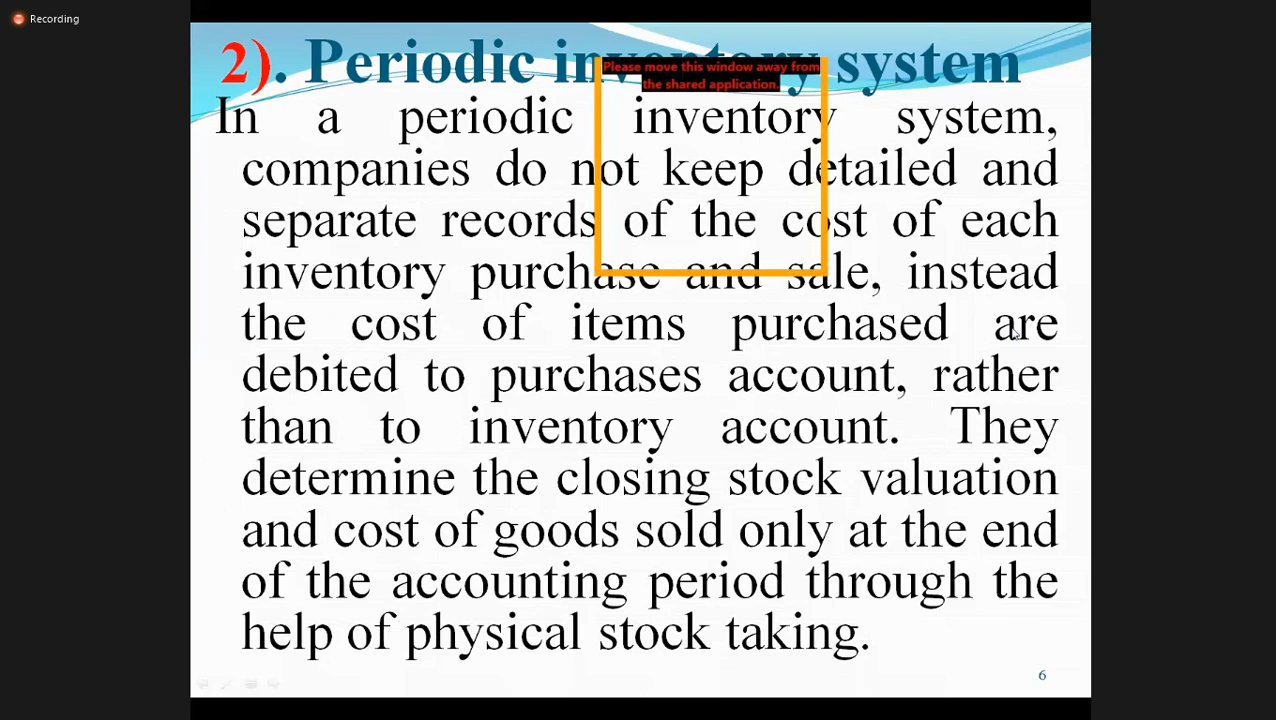 Recording
2). Periodic inventory system
Please move this window away from
the shared application.
In a periodic inventory system,
companies do not keep detailed and
separate records of the cost of each
inventory purchase and sale, instead
the cost of items purchased are
debited to purchases account, rather
than to inventory account. They
determine the closing stock valuation
and cost of goods sold only at the end
of the accounting period through the
help of physical stock taking.
6